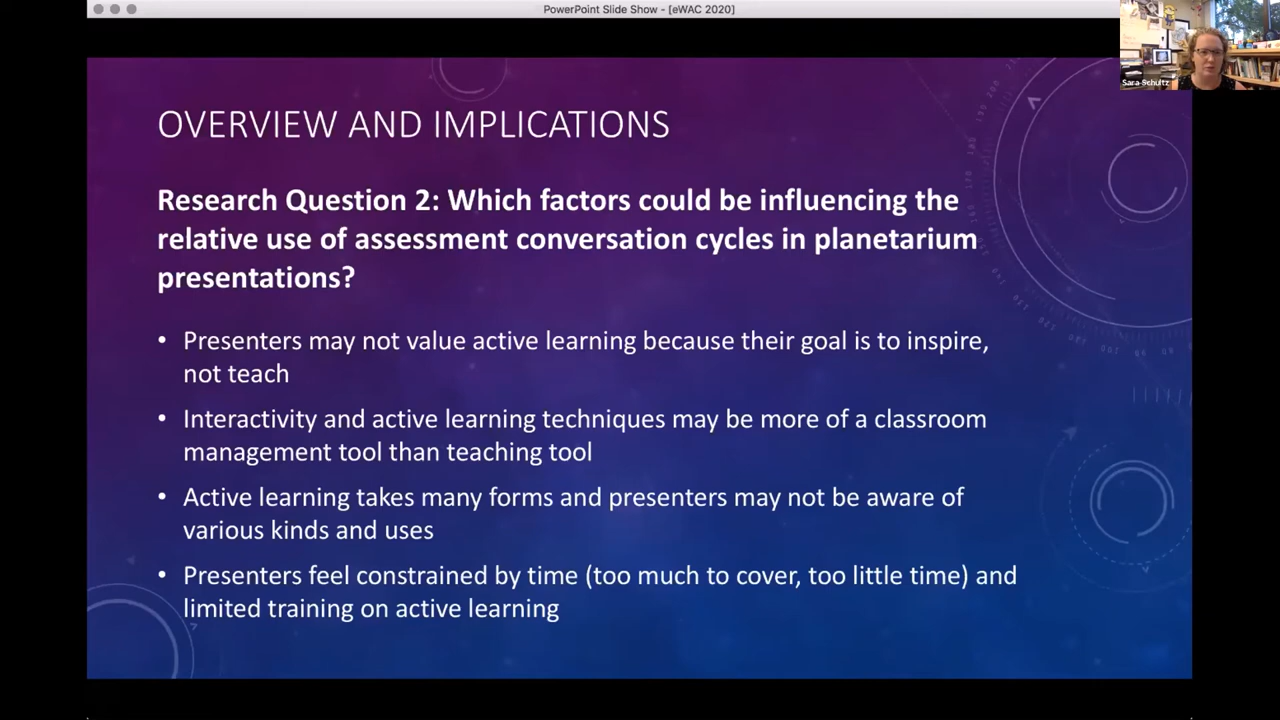 PowerPoint Slide Show - [eWAC 2020]
Sara Schultz
OVERVIEW AND IMPLICATIONS
Research Question 2: Which factors could be influencing the
relative use of assessment conversation cycles in planetarium
presentations?
• Presenters may not value active learning because their goal is to inspire,
not teach
• Interactivity and active learning techniques may be more of a classroom
management tool than teaching tool
• Active learning takes many forms and presenters may not be aware of
various kinds and uses
• Presenters feel constrained by time (too much to cover, too little time) and
limited training on active learning